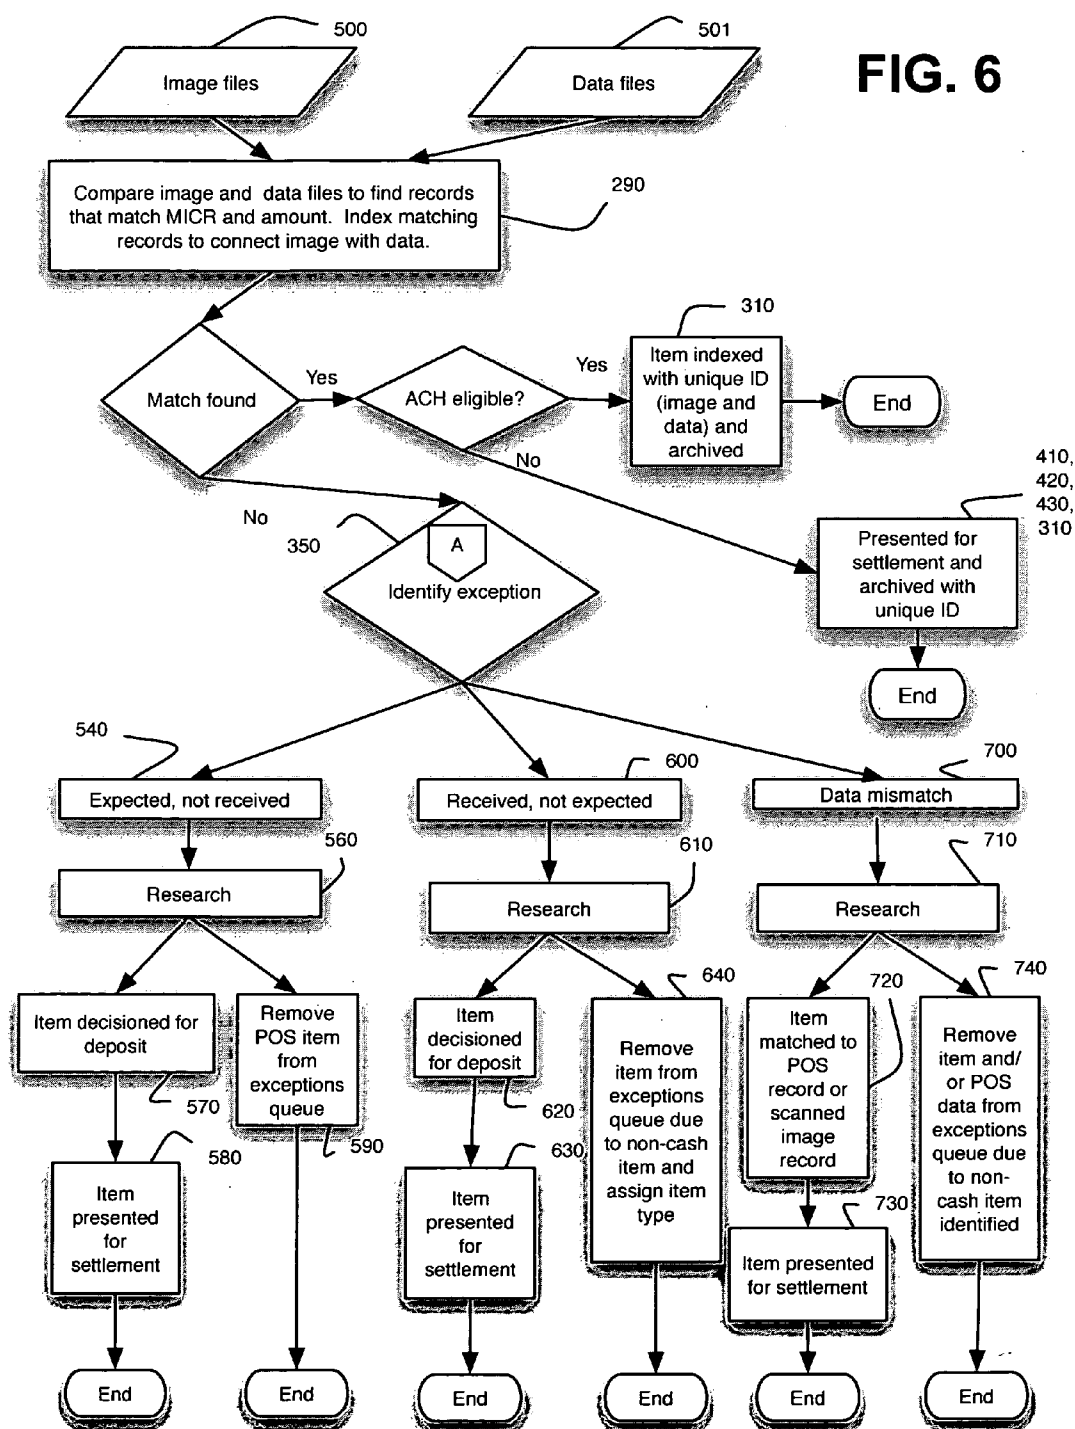 500
501
FIG. 6
Image files
Data files
Compare image and data files to find records
that match MICR and amount. Index matching
records to connect image with data.
290
310
Match found
Yes
ACH eligible?
Yes
Item indexed
with unique ID
(image and
data) and
archived
End
No
No
350
A
Identify exception
410,
420,
430,
310
Presented for
settlement and
archived with
unique ID
End
540
Expected, not received
600
Received, not expected
700
Data mismatch
560
Research
610
Research
710
Research
Item decisioned for
deposit
570
Remove
POS item
from
exceptions
queue
590
580
Item
presented
for
settlement
Item
decisioned
for deposit
620
630
Item
presented
for
settlement
640
Remove
item from
exceptions
queue due
to non-cash
item and
assign item
type
720
Item
matched to
POS
record or
scanned
image
record
730
Item presented
for settlement
740
Remove
item and/
or POS
data from
exceptions
queue due
to non-
cash item
identified
End
End
End
End
End
End